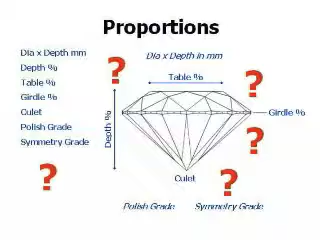 Proportions
Dia x Depth mm
Depth %
Table %
Girdle %
Culet
Polish Grade
Symmetry Grade
?
Dia x Depth in mm
?
Table %
?
Depth %
Girdle %
?
Culet
?
Polish Grade Symmetry Grade